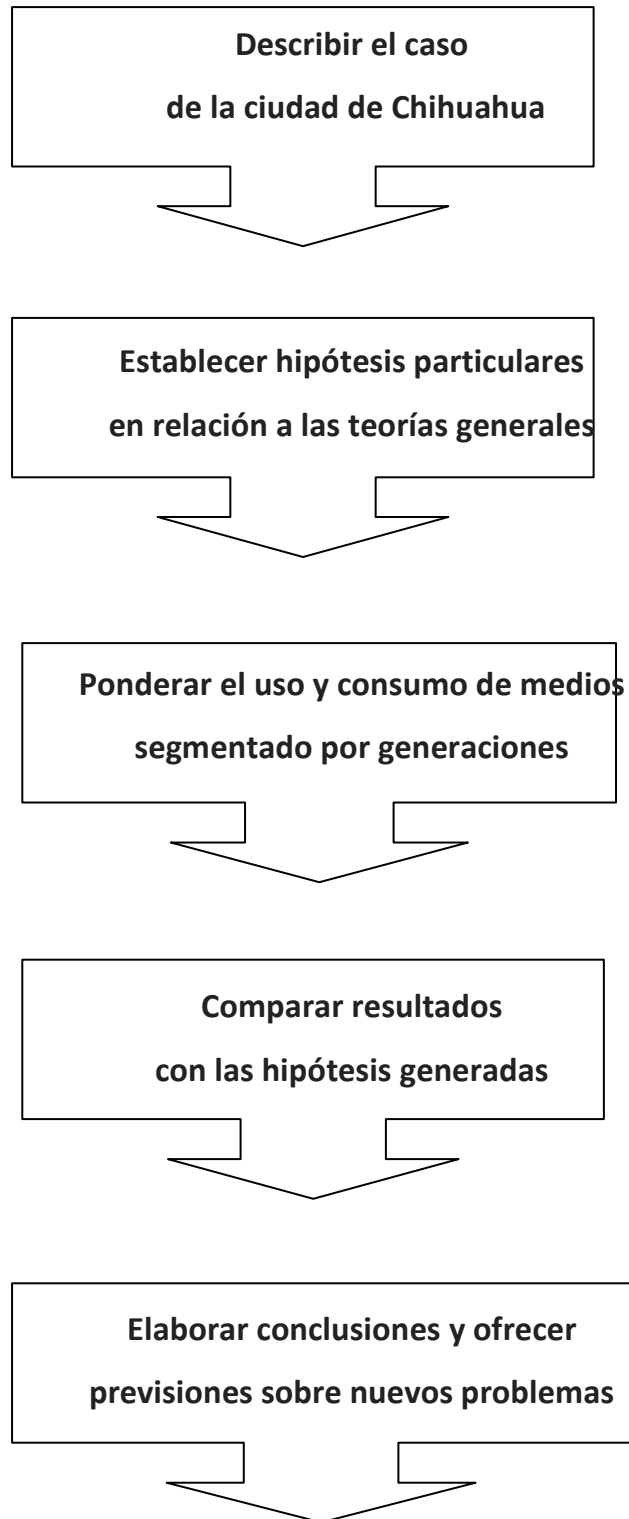 Describir el caso
de la ciudad de Chihuahua
Establecer hipótesis particulares
en relación a las teorías generales
Ponderar el uso y consumo de medios
segmentado por generaciones
Comparar resultados
con las hipótesis generadas
Elaborar conclusiones y ofrecer
previsiones sobre nuevos problemas